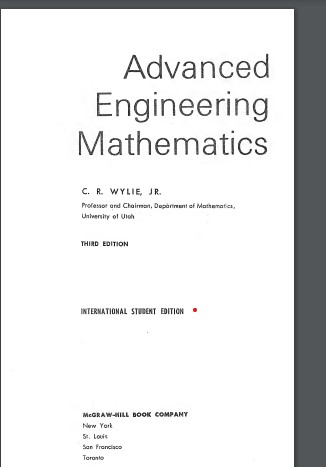 Advanced
Engineering
Mathematics
C. R. WYLIE, JR.
Professor and Chairman, Department of Mathematics,
University of Utah
THIRD EDITION
INTERNATIONAL STUDENT EDITION
McGRAW-HILL BOOK COMPANY
New York
St. Louis
San Francisco
Toronto